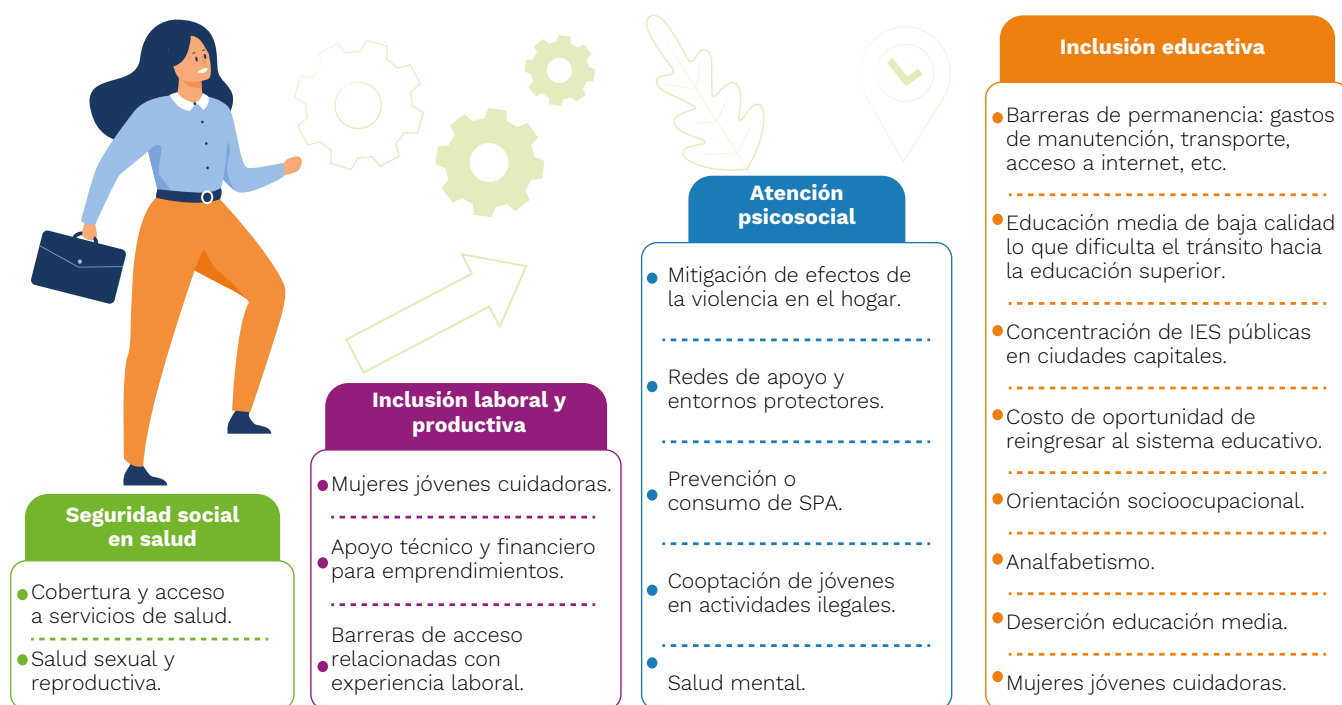 Seguridad social
en salud
Cobertura y acceso
a servicios de salud.
Salud sexual y
reproductiva.
Inclusión laboral y
productiva
Mujeres jóvenes cuidadoras.
Apoyo técnico y financiero
para emprendimientos.
Barreras de acceso
relacionadas con
experiencia laboral.
Atención
psicosocial
Mitigación de efectos de
la violencia en el hogar.
Redes de apoyo y
entornos protectores.
Prevención o
consumo de SPA.
Cooptación de jóvenes
en actividades ilegales.
Salud mental.
Inclusión educativa
Barreras de permanencia: gastos
de manutención, transporte,
acceso a internet, etc.
Educación media de baja calidad
lo que dificulta el tránsito hacia
la educación superior.
Concentración de IES públicas
en ciudades capitales.
Costo de oportunidad de
reingresar al sistema educativo.
Orientación socioocupacional.
Analfabetismo.
Deserción educación media.
Mujeres jóvenes cuidadoras.